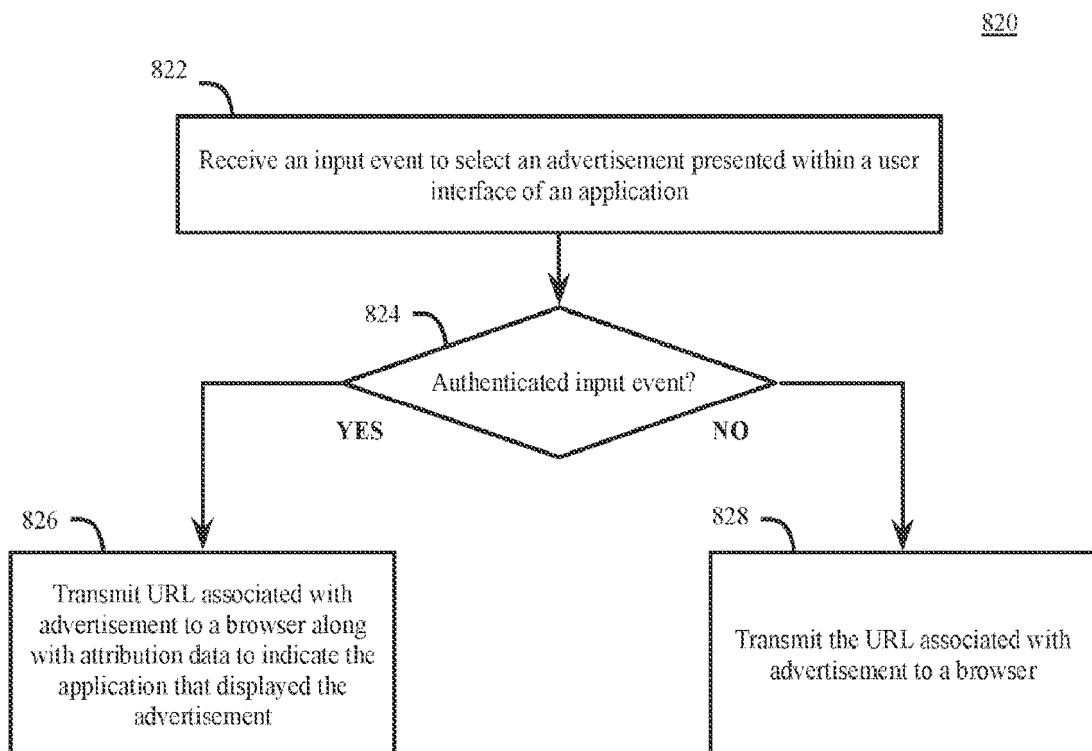 820
822
Receive an input event to select an advertisement presented within a user
interface of an application
824
Authenticated input event?
YES
NO
826
828
Transmit URL associated with
advertisement to a browser along
with attribution data to indicate the
application that displayed the
advertisement
Transmit the URL associated with
advertisement to a browser